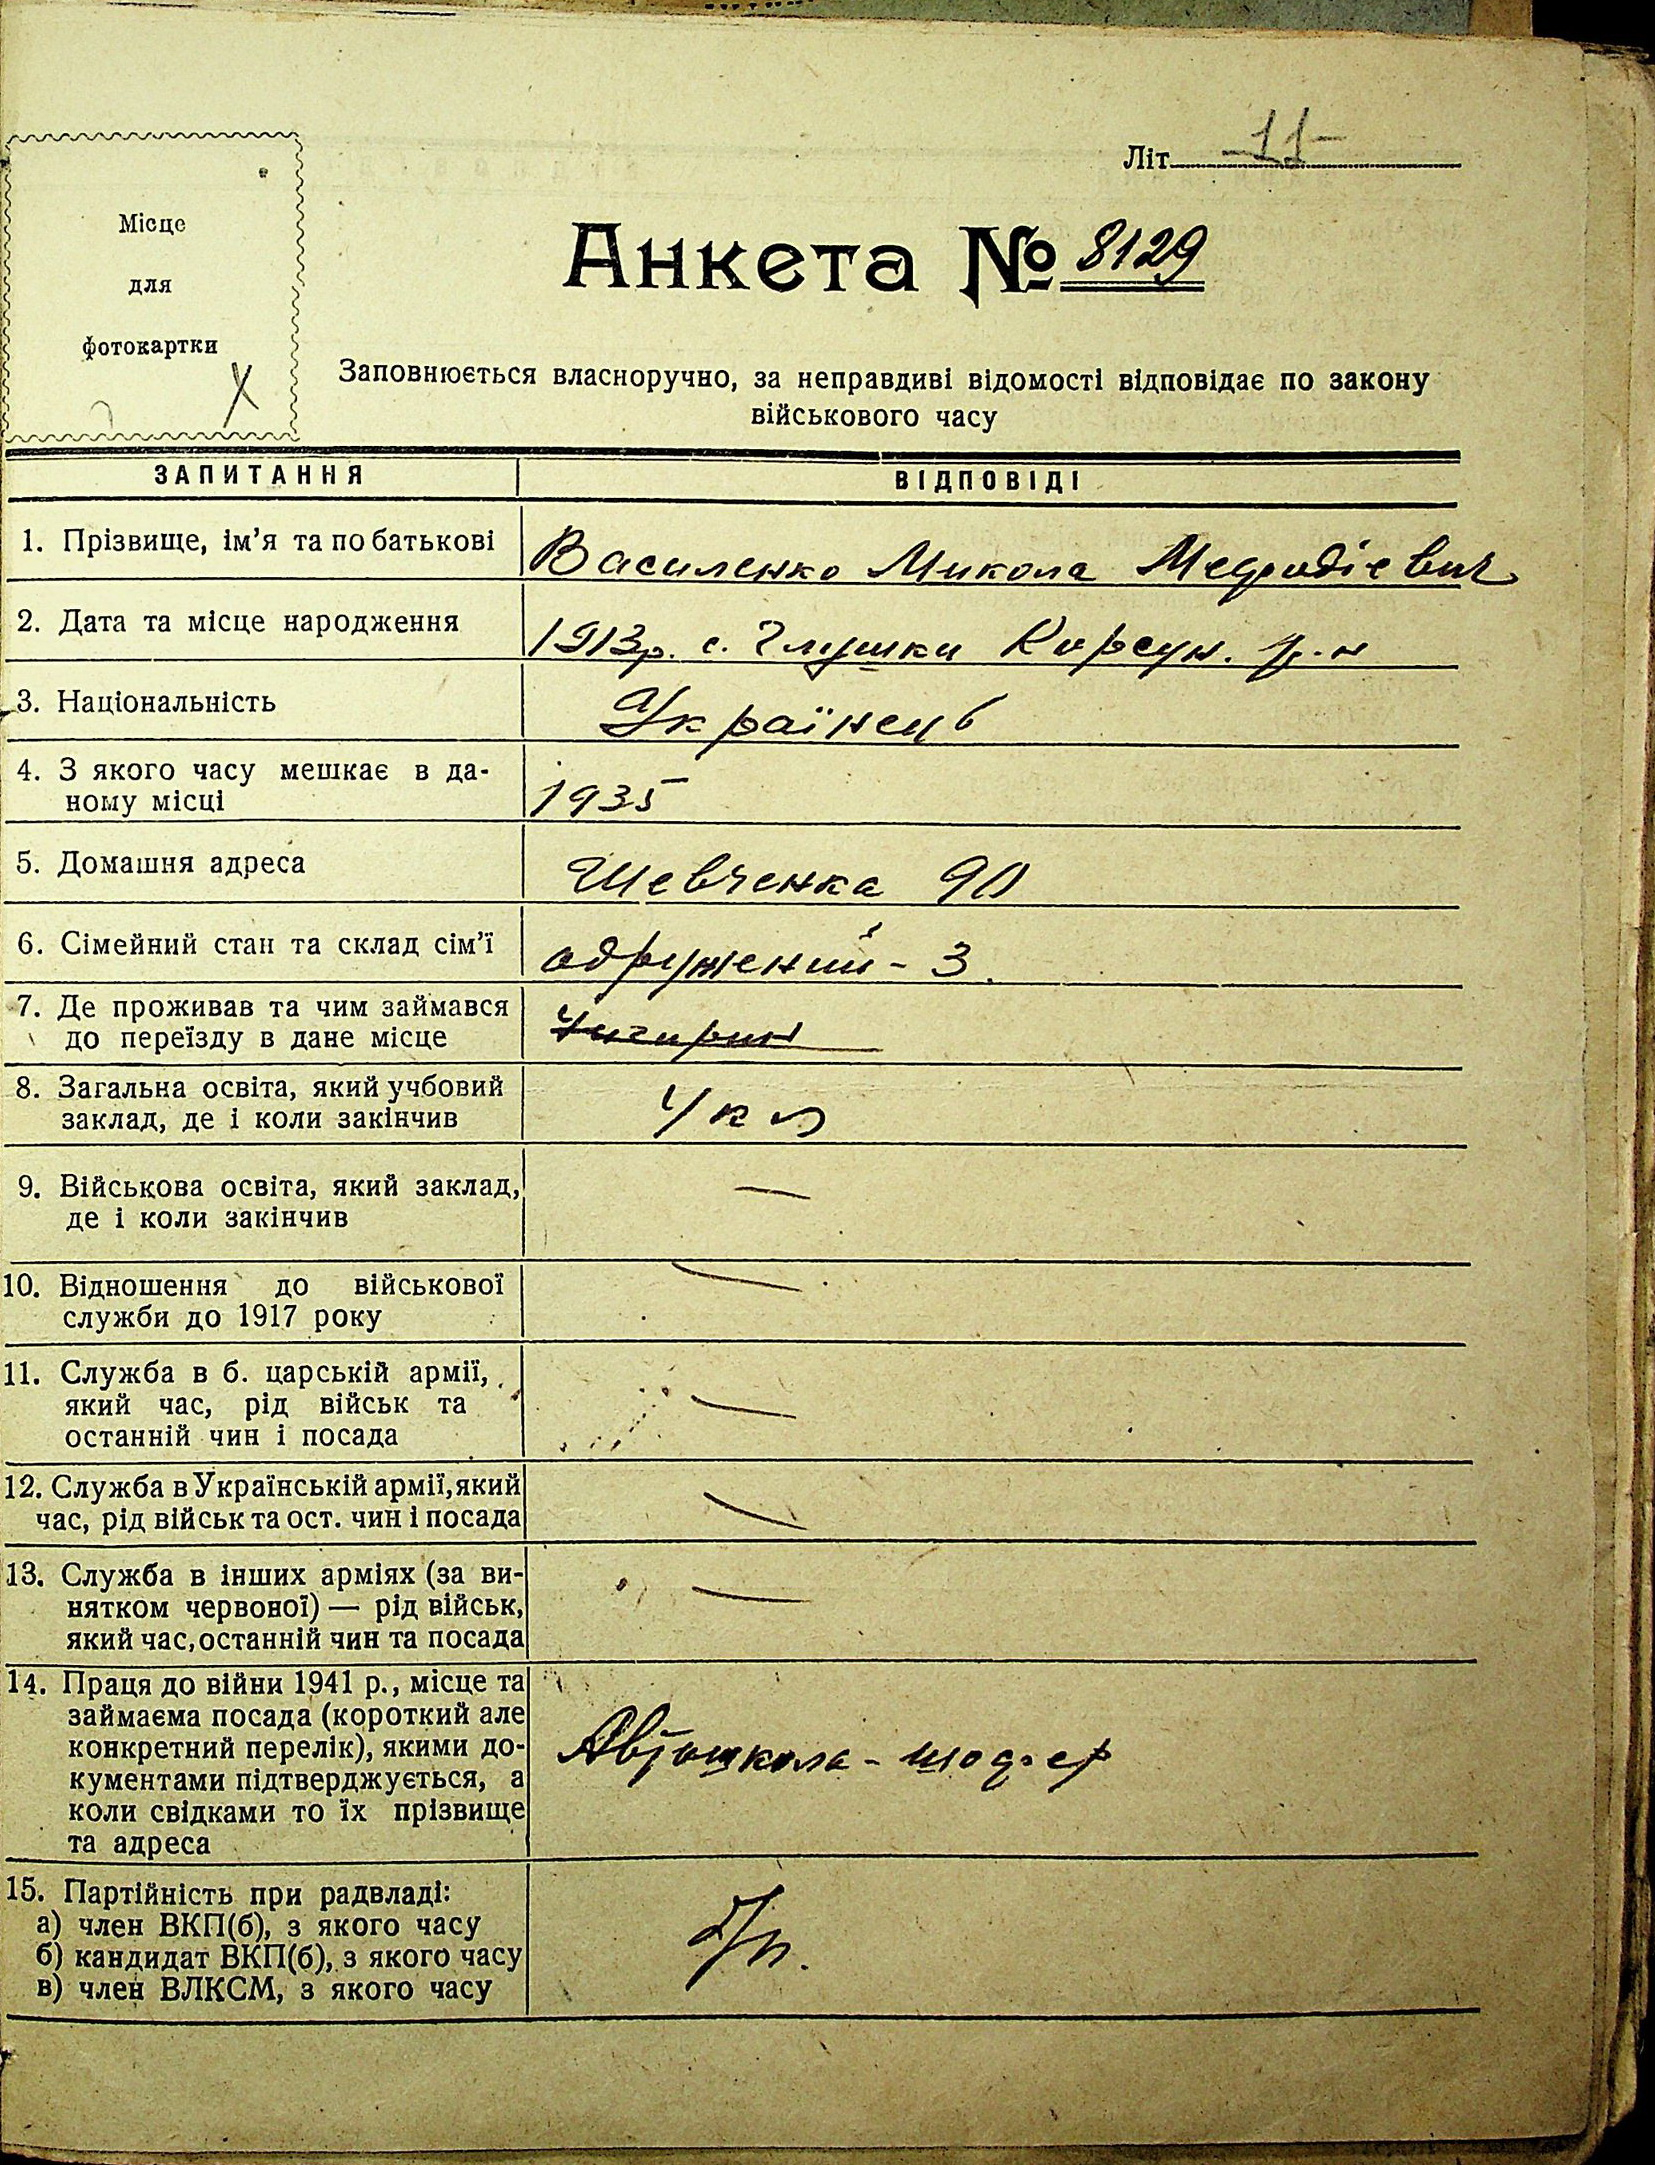 Літ. -11-
Місце
для
фотокартки
Анкета № 8129
Заповнюється власноручно, за неправдиві відомості відповідає по закону
військового часу
ЗАПИТАННЯ ВІДПОВІДІ
1. Прізвище, ім'я та по батькові Василенко Микола Мефодієвич
2. Дата та місце народження 1913р. с. Глушки Корсун. р-н
3. Національність Українець
4. З якого часу мешкає в да-
ному місці 1935
5. Домашня адреса Шевченка 90
6. Сімейний стан та склад сім'ї одружений - 3.
7. Де проживав та чим займався
до переїзду в дане місце Чигирин
8. Загальна освіта, який учбовий
заклад, де і коли закінчив 4 кл
9. Військова освіта, який заклад, —
де і коли закінчив
10. Відношення до військової —
служби до 1917 року
11. Служба в б. царській армії,
який час, рід військ та —
останній чин і посада
12. Служба в Українській армії, який —
час, рід військ та ост. чин і посада
13. Служба в інших арміях (за ви- —
нятком червоної) — рід військ,
який час, останній чин та посада
14. Праця до війни 1941 р., місце та
займаєма посада (короткий але
конкретний перелік), якими до- Автошкола - шофер
кументами підтверджується, а
коли свідками то їх прізвище
та адреса
15. Партійність при радвладі:
а) член ВКП(б), з якого часу б/п.
б) кандидат ВКП(б), з якого часу
в) член ВЛКСМ, з якого часу